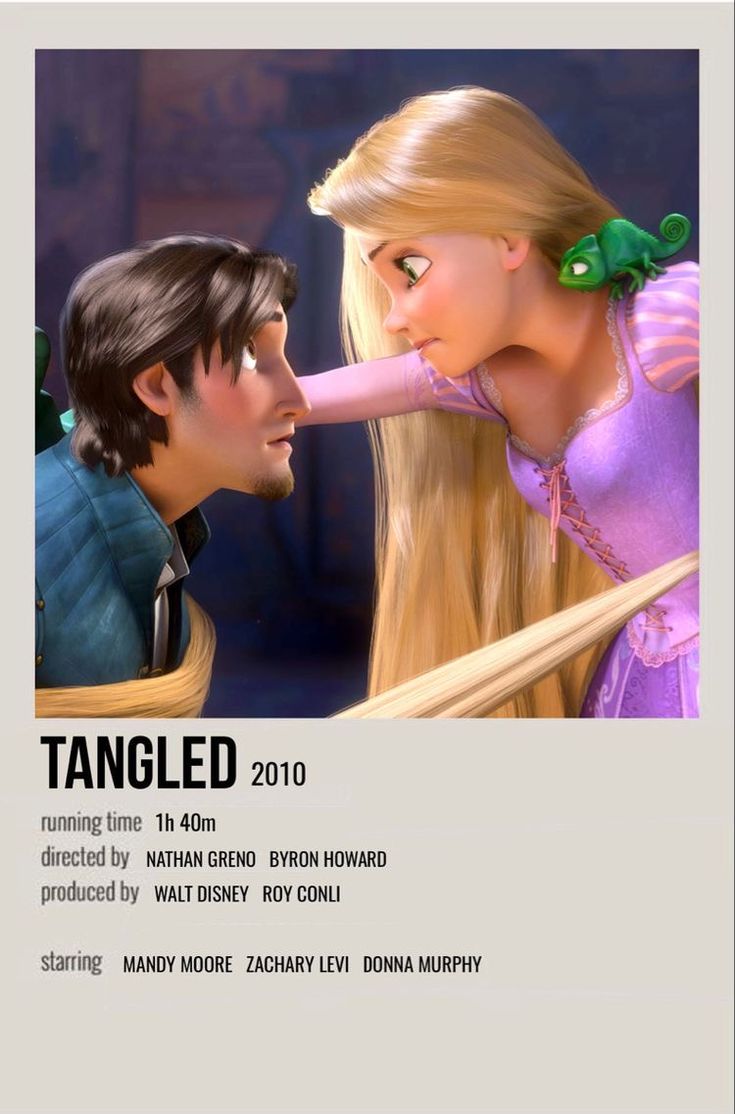 TANGLED 2010
running time 1h 40m
directed by NATHAN GRENO BYRON HOWARD
produced by WALT DISNEY ROY CONLI
starring MANDY MOORE ZACHARY LEVI DONNA MURPHY